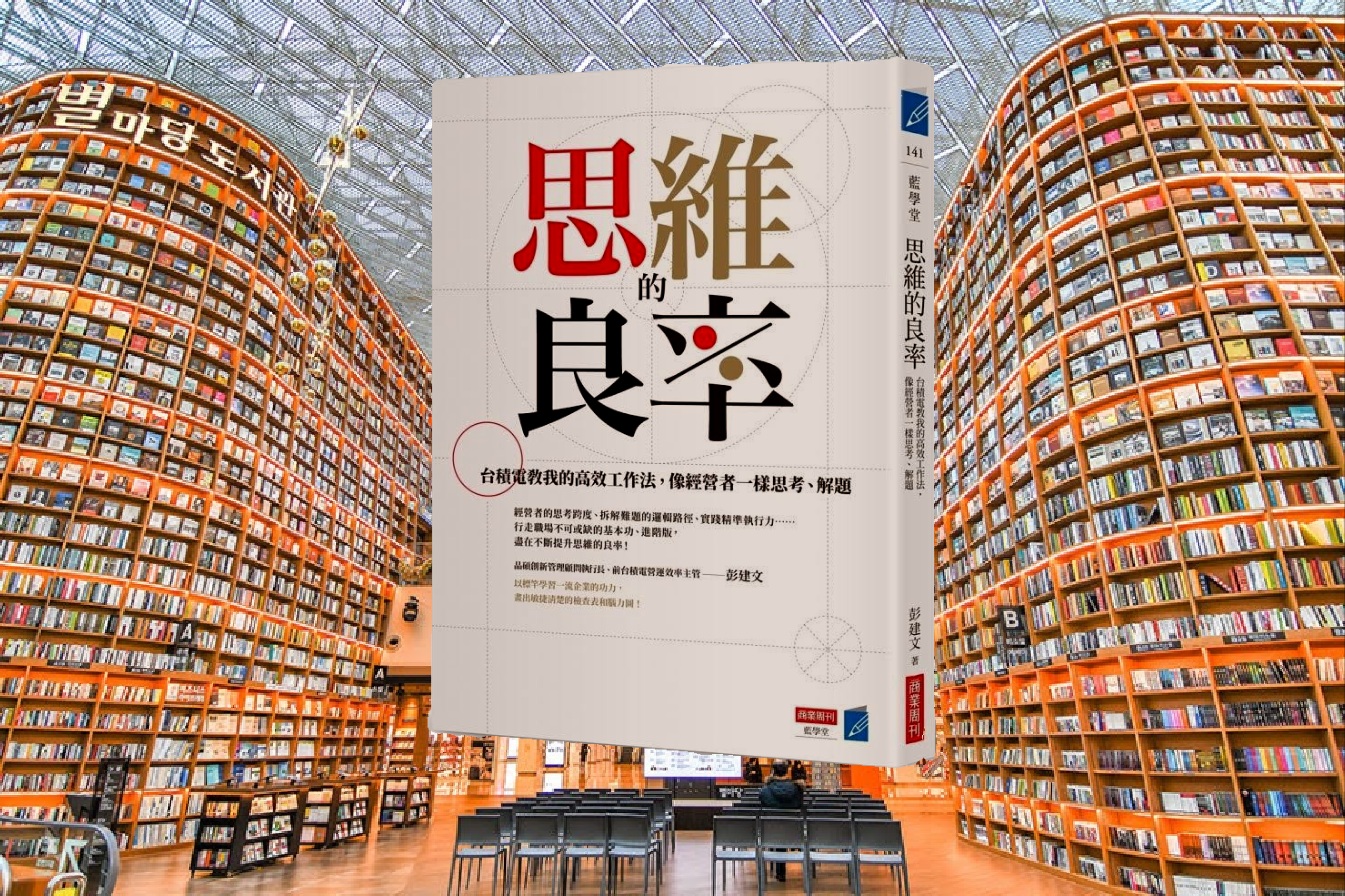 별마당 도서관
思維
的
良率
台積電教我的高效工作法，像經營者一樣思考、解題
經營者的思考跨度、拆解難題的邏輯路徑、實踐精準執行力……
行走職場不可或缺的基本功、進階版，
盡在不斷提升思維的良率！
品碩創新管理顧問執行長、前台積電營運效率主管——彭建文
以標竿學習一流企業的功力，
畫出敏捷清楚的檢查表和腦力圖！
商業周刊
藍學堂
141
藍學堂
思維的良率
台積電教我的高效工作法，
像經營者一樣思考、解題
彭建文 著
商業周刊
A
A
B
별마당